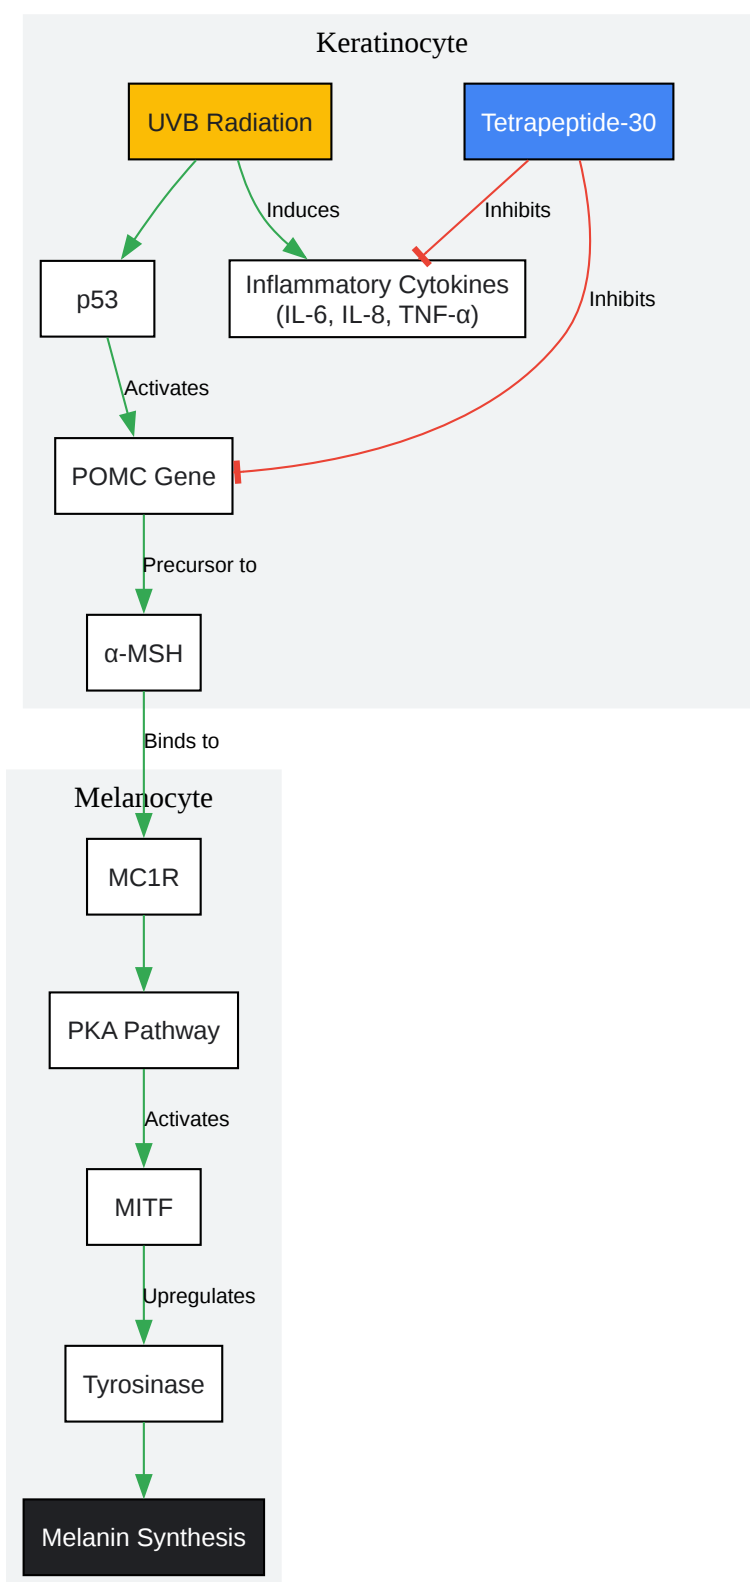 Keratinocyte
UVB Radiation
Tetrapeptide-30
Induces
Inhibits
p53
Inflammatory Cytokines
(IL-6, IL-8, TNF-α)
Inhibits
Activates
POMC Gene
Precursor to
α-MSH
Binds to
Melanocyte
MC1R
PKA Pathway
Activates
MITF
Upregulates
Tyrosinase
Melanin Synthesis